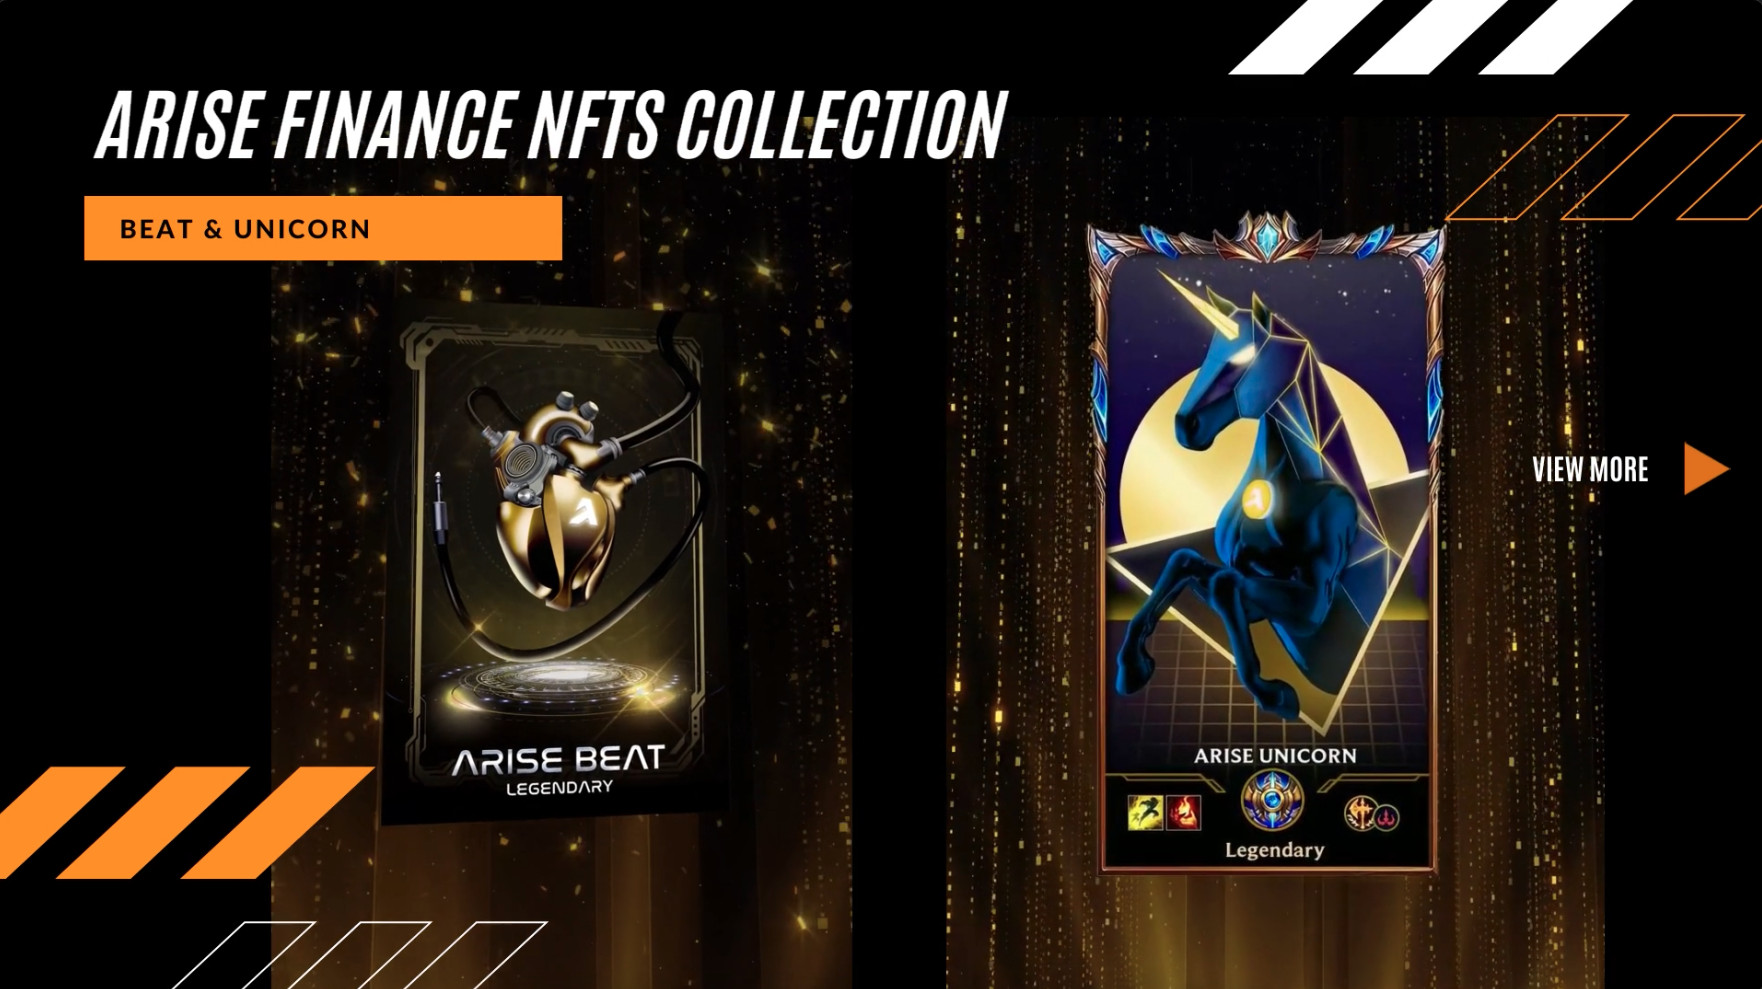 ARISE FINANCE NFTS COLLECTION
BEAT & UNICORN
VIEW MORE
ARISE BEAT
LEGENDARY
ARISE UNICORN
Legendary